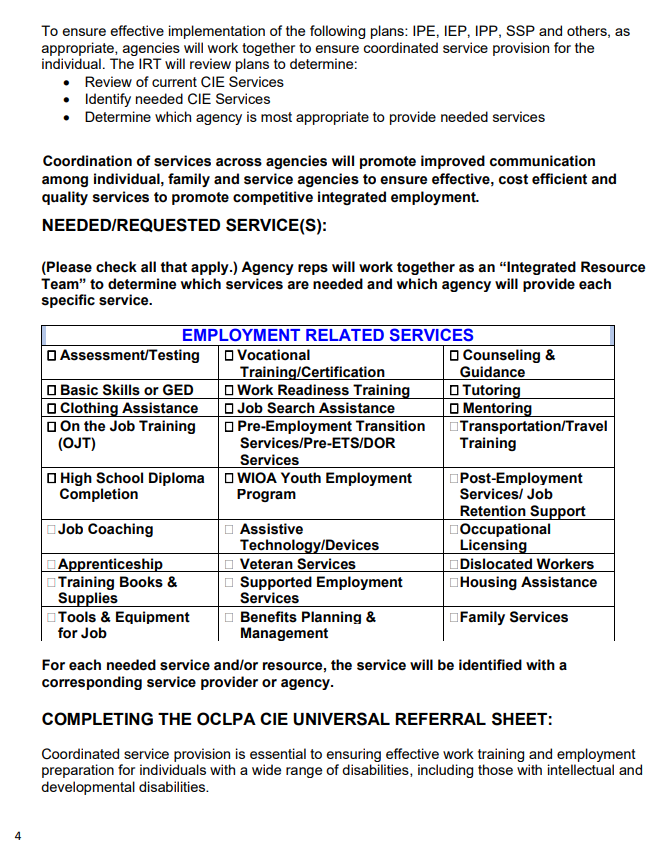 To ensure effective implementation of the following plans: IPE, IEP, IPP, SSP and others, as
appropriate, agencies will work together to ensure coordinated service provision for the
individual. The IRT will review plans to determine:
• Review of current CIE Services
• Identify needed CIE Services
• Determine which agency is most appropriate to provide needed services
Coordination of services across agencies will promote improved communication
among individual, family and service agencies to ensure effective, cost efficient and
quality services to promote competitive integrated employment.
NEEDED/REQUESTED SERVICE(S):
(Please check all that apply.) Agency reps will work together as an “Integrated Resource
Team” to determine which services are needed and which agency will provide each
specific service.
EMPLOYMENT RELATED SERVICES
☐ Assessment/Testing
☐ Vocational
Training/Certification
☐ Counseling &
Guidance
☐ Basic Skills or GED
☐ Work Readiness Training
☐ Tutoring
☐ Clothing Assistance
☐ Job Search Assistance
☐ Mentoring
☐ On the Job Training
(OJT)
☐ Pre-Employment Transition
Services/Pre-ETS/DOR
Services
☐Transportation/Travel
Training
☐ High School Diploma
Completion
☐ WIOA Youth Employment
Program
☐Post-Employment
Services/ Job
Retention Support
☐Job Coaching
☐ Assistive
Technology/Devices
☐Occupational
Licensing
☐Apprenticeship
☐ Veteran Services
☐Dislocated Workers
☐Training Books &
Supplies
☐ Supported Employment
Services
☐Housing Assistance
☐Tools & Equipment
for Job
☐ Benefits Planning &
Management
☐Family Services
For each needed service and/or resource, the service will be identified with a
corresponding service provider or agency.
COMPLETING THE OCLPA CIE UNIVERSAL REFERRAL SHEET:
Coordinated service provision is essential to ensuring effective work training and employment
preparation for individuals with a wide range of disabilities, including those with intellectual and
developmental disabilities.
4